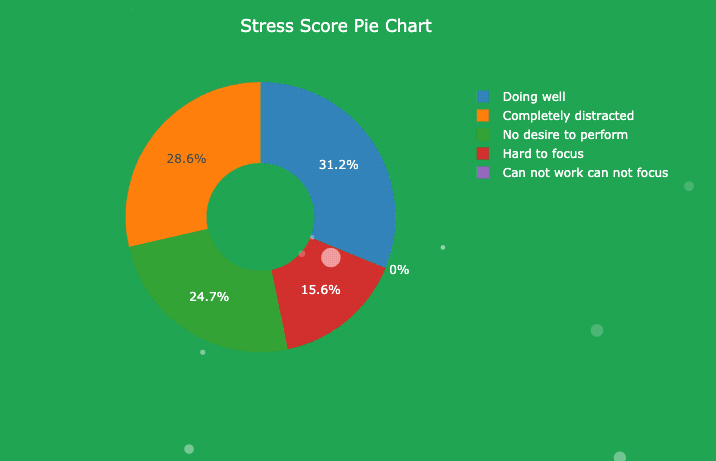 Stress Score Pie Chart
Doing well
Completely distracted
No desire to perform
Hard to focus
Can not work can not focus
28.6%
31.2%
0%
15.6%
24.7%